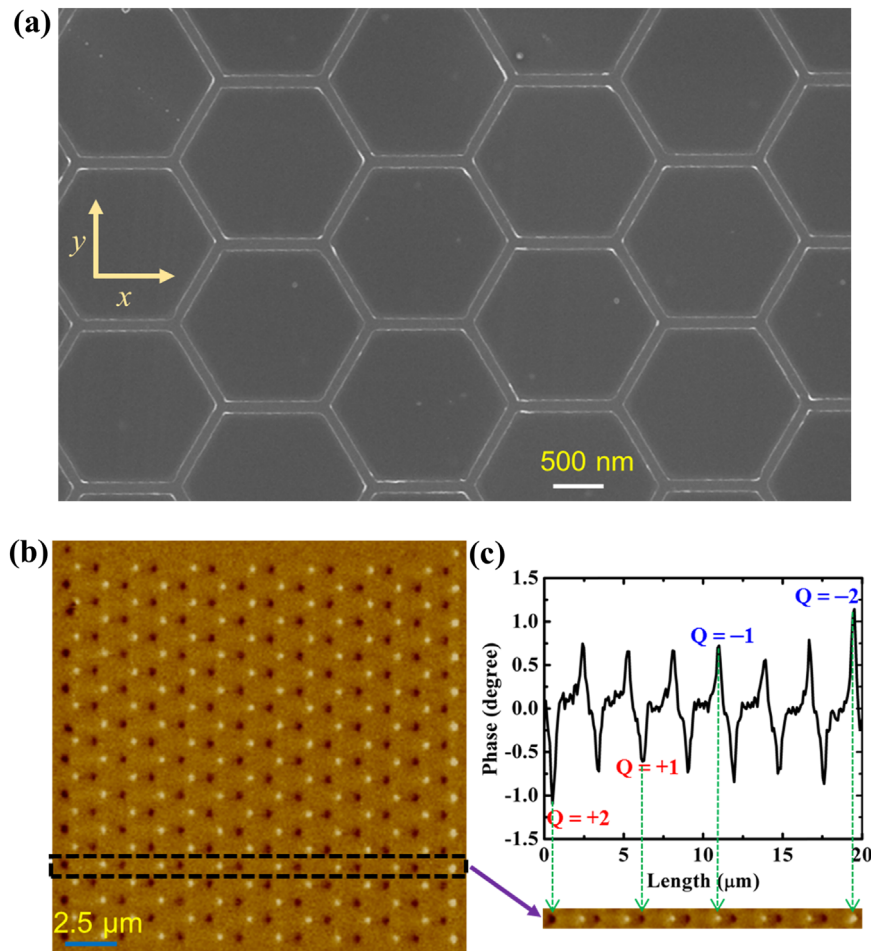 (a)
y
x
500 nm
(b)
2.5 μm
(c)
1.5
1.0
0.5
0.0
-0.5
-1.0
-1.5
Phase (degree)
Q = −2
Q = −1
Q = +1
Q = +2
0
5
10
15
20
Length (μm)